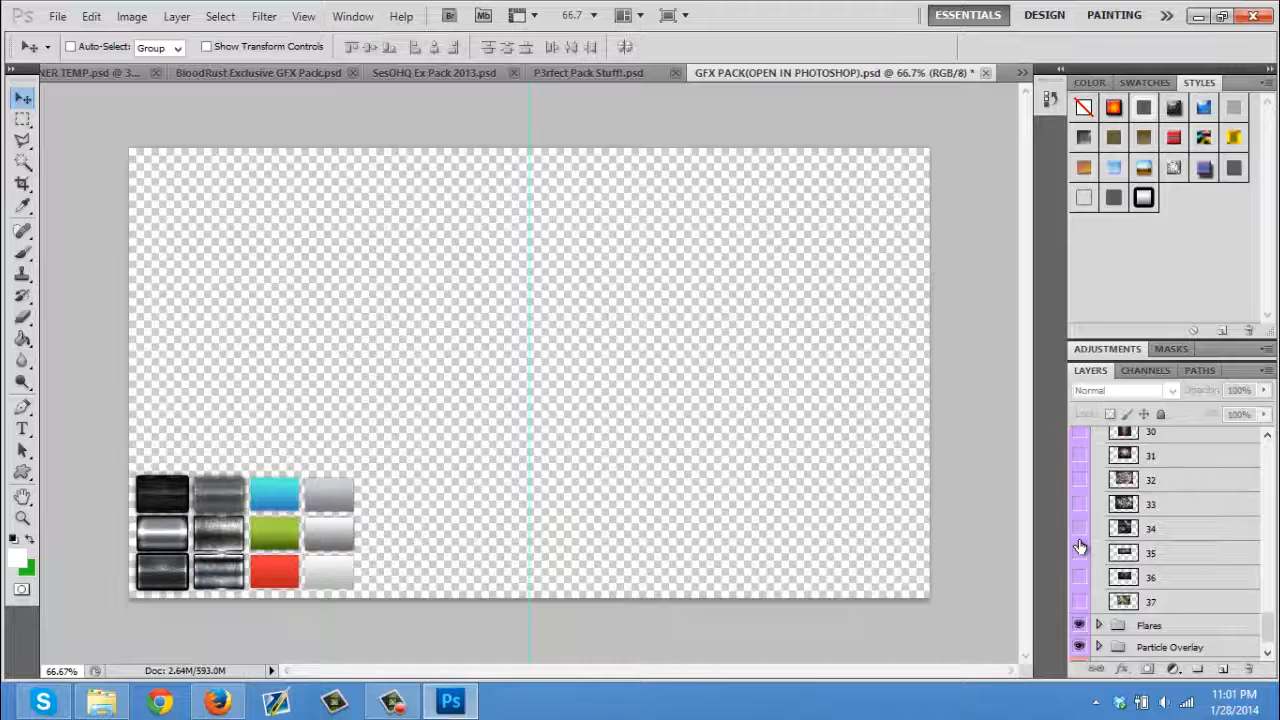 Ps File Edit Image Layer Select Filter View Window Help Br Mb 66.7 ESSENTIALS DESIGN PAINTING
Auto-Select: Group Show Transform Controls
NER TEMP.psd @ 3... BloodRust Exclusive GFX Pack.psd SesOHQ Ex Pack 2013.psd P3rfect Pack Stuff!.psd GFX PACK(OPEN IN PHOTOSHOP).psd @ 66.7% (RGB/8) *
COLOR SWATCHES STYLES
ADJUSTMENTS MASKS
LAYERS CHANNELS PATHS
Normal Opacity: 100%
Lock: 100%
30
31
32
33
34
35
36
37
Flares
Particle Overlay
66.67% Doc: 2.64M/593.0M
11:01 PM
1/28/2014